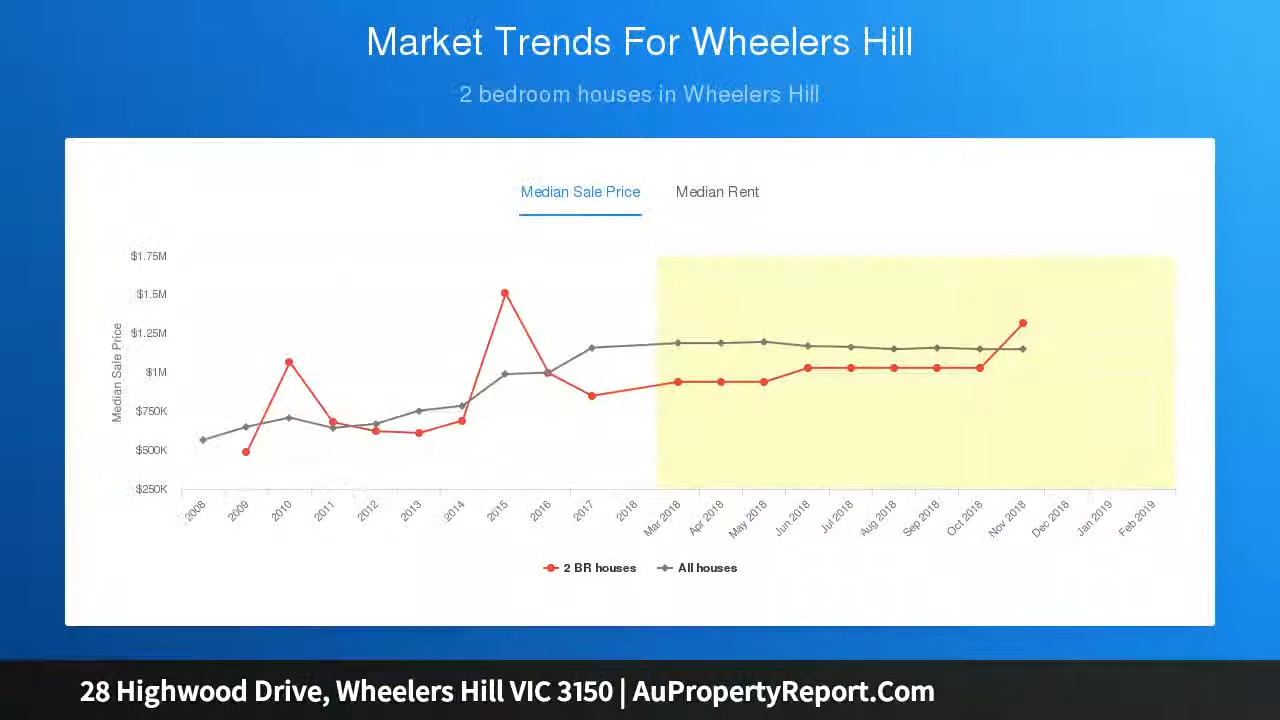 Market Trends For Wheelers Hill
2 bedroom houses in Wheelers Hill
Median Sale Price Median Rent
Median Sale Price
$1.75M
$1.5M
$1.25M
$1M
$750K
$500K
$250K
2008 2009 2010 2011 2012 2013 2014 2015 2016 2017 2018 Mar 2018 Apr 2018 May 2018 Jun 2018 Jul 2018 Aug 2018 Sep 2018 Oct 2018 Nov 2018 Dec 2018 Jan 2019 Feb 2019
2 BR houses All houses
28 Highwood Drive, Wheelers Hill VIC 3150 | AuPropertyReport.Com